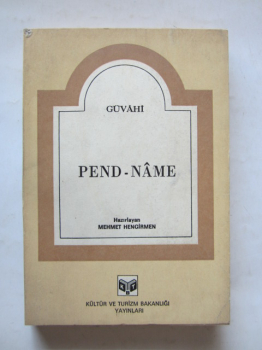 GÜVÂHİ
PEND-NÂME
Hazırlayan
MEHMET HENGİRMEN
KÜLTÜR VE TURİZM BAKANLIĞI
YAYINLARI